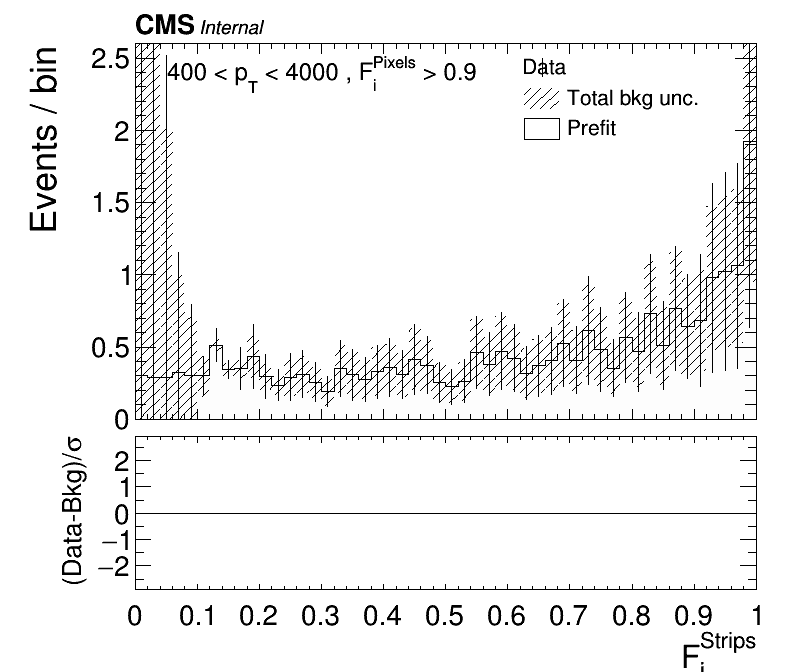 CMS Internal
400 < p_T < 4000 , F_i^Pixels > 0.9
Data
Total bkg unc.
Prefit
Events / bin
2.5
2
1.5
1
0.5
0
(Data-Bkg)/σ
2
1
0
−1
−2
0 0.1 0.2 0.3 0.4 0.5 0.6 0.7 0.8 0.9 1
F_i^Strips